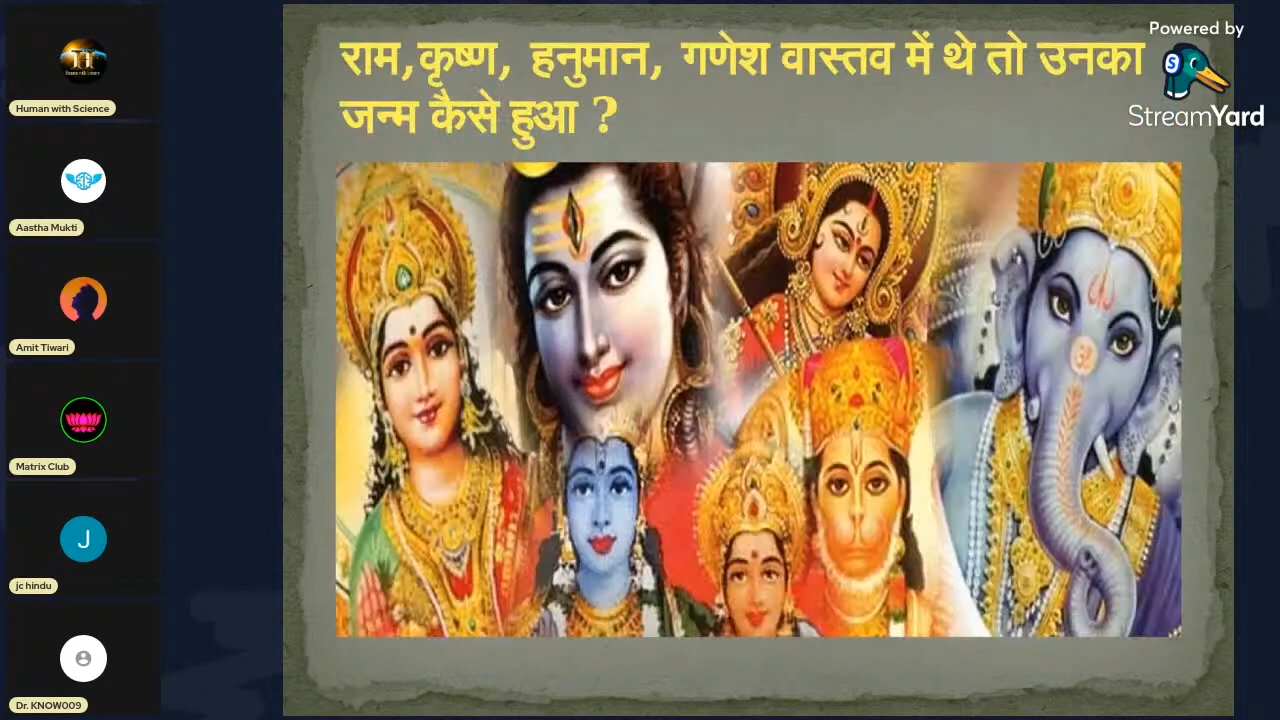 राम,कृष्ण, हनुमान, गणेश वास्तव में थे तो उनका
जन्म कैसे हुआ ?
Powered by
StreamYard
Human with Science
Aastha Mukti
Amit Tiwari
Matrix Club
J
jc hindu
Dr. KNOW009